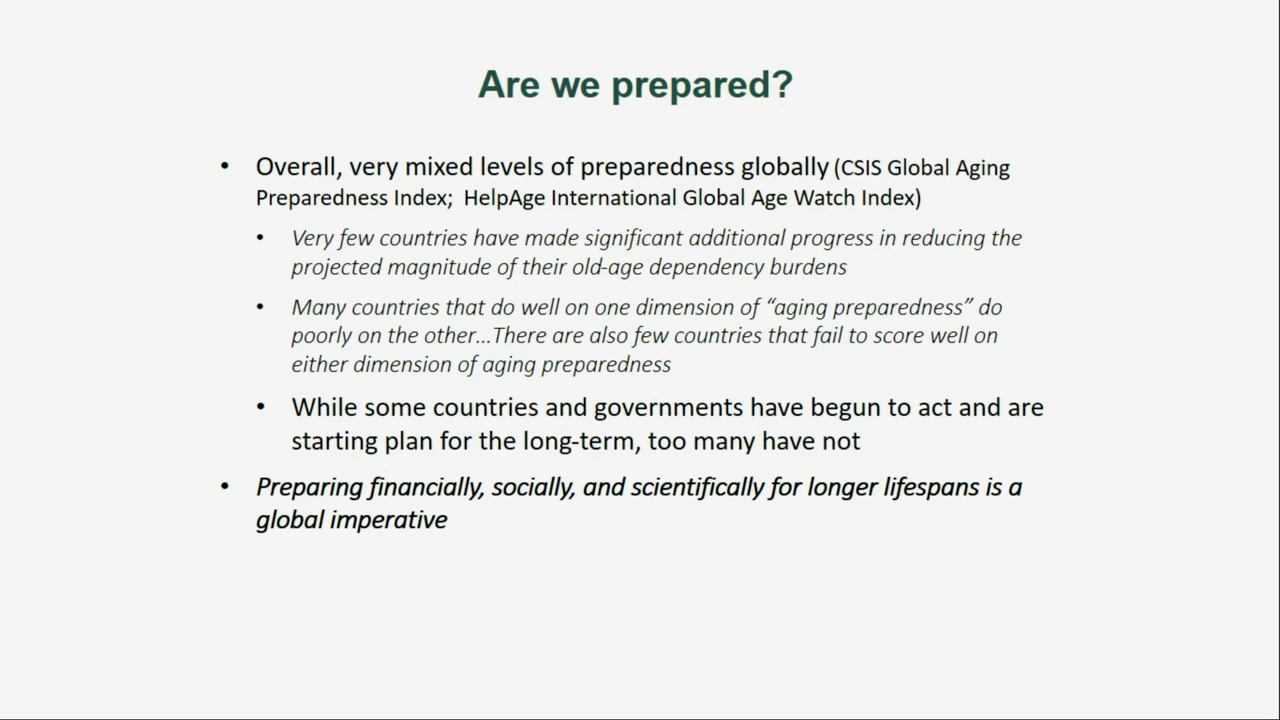 Are we prepared?
• Overall, very mixed levels of preparedness globally (CSIS Global Aging
Preparedness Index;  HelpAge International Global Age Watch Index)
• Very few countries have made significant additional progress in reducing the
projected magnitude of their old-age dependency burdens
• Many countries that do well on one dimension of “aging preparedness” do
poorly on the other...There are also few countries that fail to score well on
either dimension of aging preparedness
• While some countries and governments have begun to act and are
starting plan for the long-term, too many have not
• Preparing financially, socially, and scientifically for longer lifespans is a
global imperative